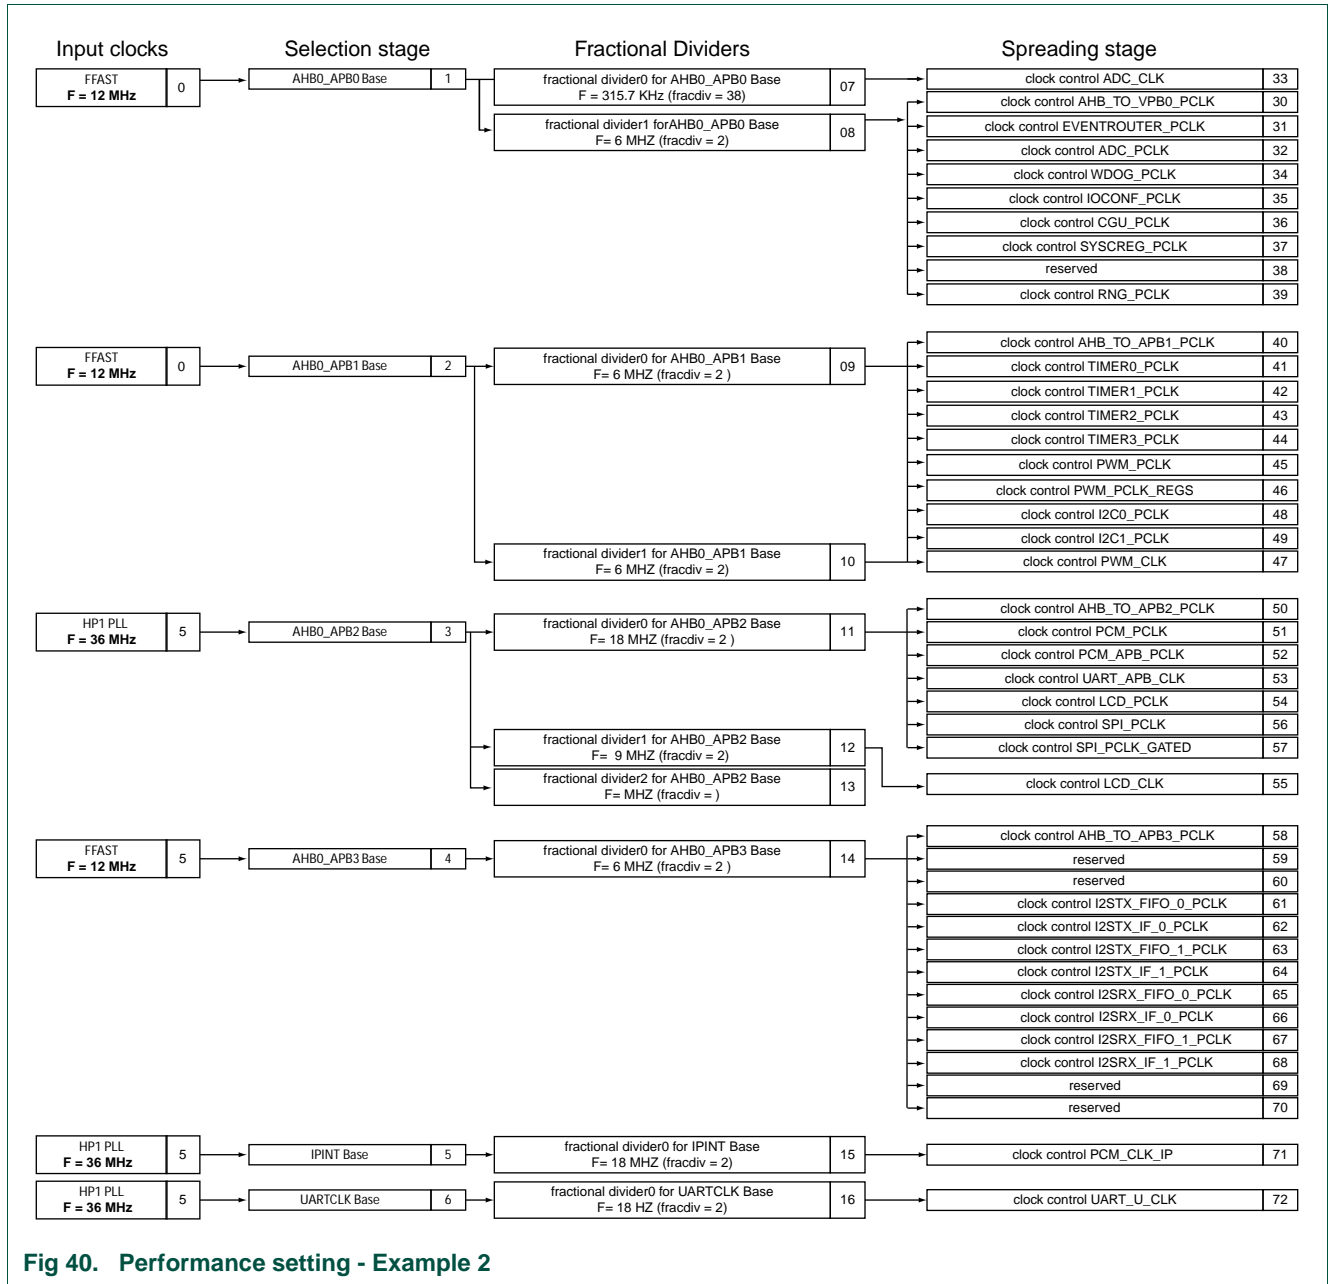 Input clocks Selection stage Fractional Dividers Spreading stage
FFAST
F = 12 MHz
0
AHB0_APB0 Base 1
fractional divider0 for AHB0_APB0 Base
F = 315.7 KHz (fracdiv = 38)
07
fractional divider1 forAHB0_APB0 Base
F= 6 MHZ (fracdiv = 2)
08
clock control ADC_CLK 33
clock control AHB_TO_VPB0_PCLK 30
clock control EVENTROUTER_PCLK 31
clock control ADC_PCLK 32
clock control WDOG_PCLK 34
clock control IOCONF_PCLK 35
clock control CGU_PCLK 36
clock control SYSCREG_PCLK 37
reserved 38
clock control RNG_PCLK 39
FFAST
F = 12 MHz
0
AHB0_APB1 Base 2
fractional divider0 for AHB0_APB1 Base
F= 6 MHZ (fracdiv = 2 )
09
fractional divider1 for AHB0_APB1 Base
F= 6 MHZ (fracdiv = 2)
10
clock control AHB_TO_APB1_PCLK 40
clock control TIMER0_PCLK 41
clock control TIMER1_PCLK 42
clock control TIMER2_PCLK 43
clock control TIMER3_PCLK 44
clock control PWM_PCLK 45
clock control PWM_PCLK_REGS 46
clock control I2C0_PCLK 48
clock control I2C1_PCLK 49
clock control PWM_CLK 47
HP1 PLL
F = 36 MHz
5
AHB0_APB2 Base 3
fractional divider0 for AHB0_APB2 Base
F= 18 MHZ (fracdiv = 2 )
11
fractional divider1 for AHB0_APB2 Base
F=  9 MHZ (fracdiv = 2)
12
fractional divider2 for AHB0_APB2 Base
F= MHZ (fracdiv = )
13
clock control AHB_TO_APB2_PCLK 50
clock control PCM_PCLK 51
clock control PCM_APB_PCLK 52
clock control UART_APB_CLK 53
clock control LCD_PCLK 54
clock control SPI_PCLK 56
clock control SPI_PCLK_GATED 57
clock control LCD_CLK 55
FFAST
F = 12 MHz
5
AHB0_APB3 Base 4
fractional divider0 for AHB0_APB3 Base
F= 6 MHZ (fracdiv = 2 )
14
clock control AHB_TO_APB3_PCLK 58
reserved 59
reserved 60
clock control I2STX_FIFO_0_PCLK 61
clock control I2STX_IF_0_PCLK 62
clock control I2STX_FIFO_1_PCLK 63
clock control I2STX_IF_1_PCLK 64
clock control I2SRX_FIFO_0_PCLK 65
clock control I2SRX_IF_0_PCLK 66
clock control I2SRX_FIFO_1_PCLK 67
clock control I2SRX_IF_1_PCLK 68
reserved 69
reserved 70
HP1 PLL
F = 36 MHz
5
IPINT Base 5
fractional divider0 for IPINT Base
F= 18 MHZ (fracdiv = 2)
15
clock control PCM_CLK_IP 71
HP1 PLL
F = 36 MHz
5
UARTCLK Base 6
fractional divider0 for UARTCLK Base
F= 18 HZ (fracdiv = 2)
16
clock control UART_U_CLK 72
Fig 40. Performance setting - Example 2